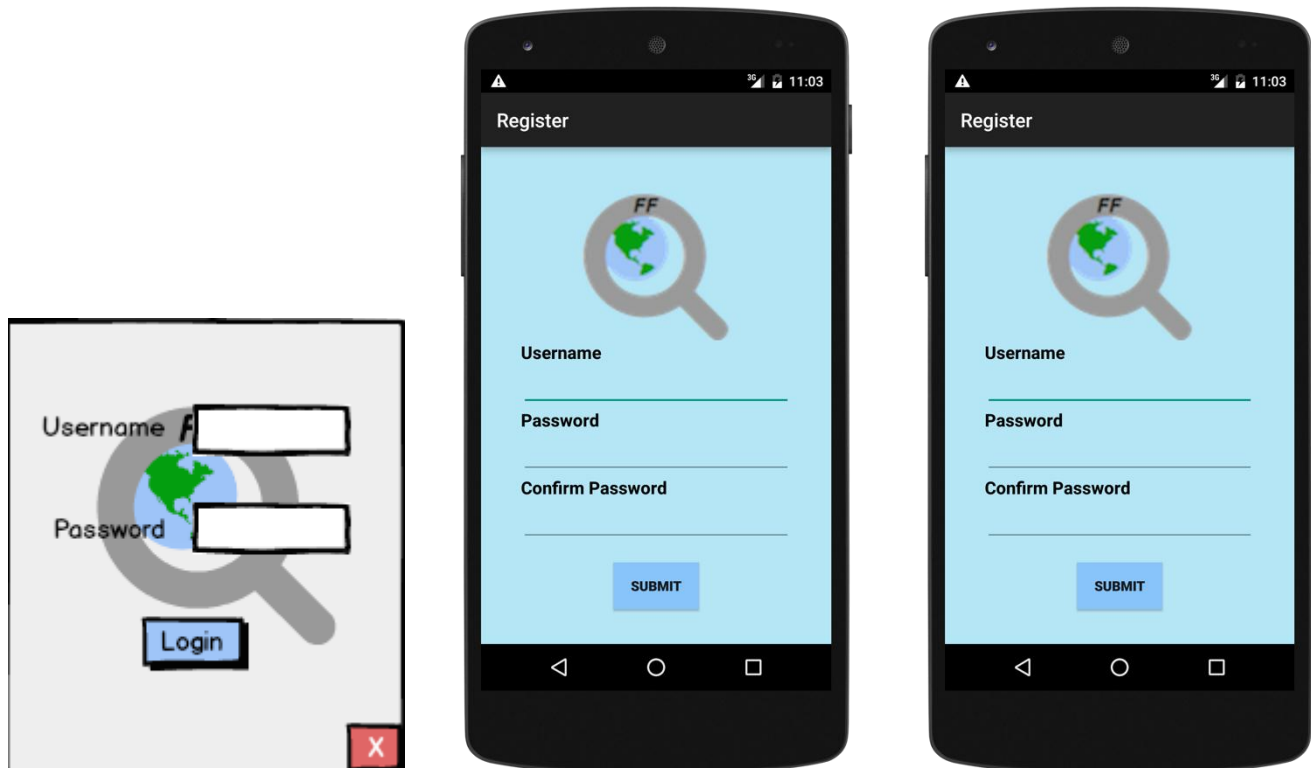 Username F
Password
Login
X
3G 11:03
Register
FF
Username
Password
Confirm Password
SUBMIT
3G 11:03
Register
FF
Username
Password
Confirm Password
SUBMIT